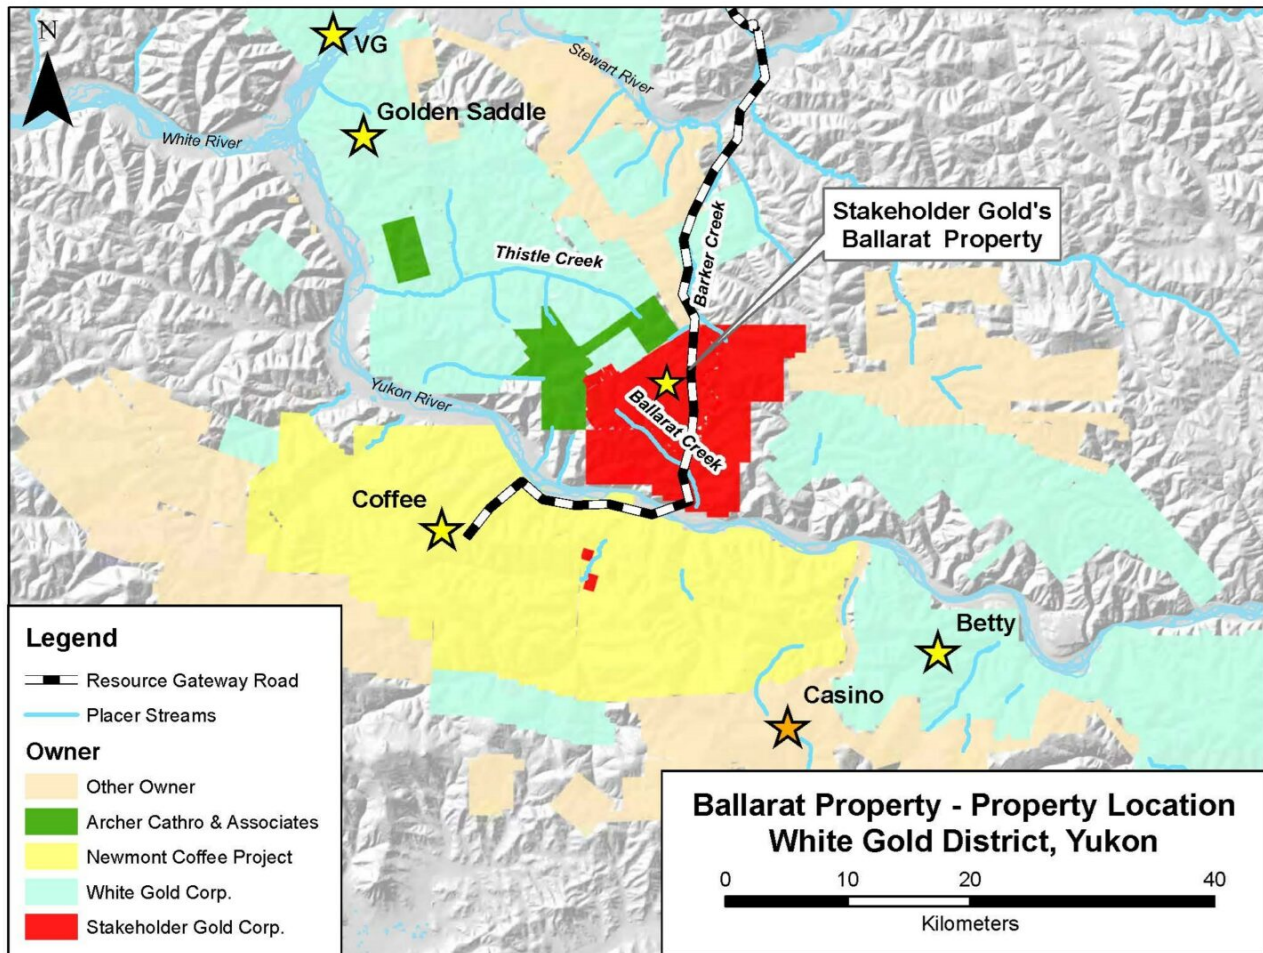 N
VG
Stewart River
Golden Saddle
White River
Stakeholder Gold's
Ballarat Property
Barker Creek
Thistle Creek
Yukon River
Ballarat Creek
Coffee
Betty
Casino
Legend
Resource Gateway Road
Placer Streams
Owner
Other Owner
Archer Cathro & Associates
Newmont Coffee Project
White Gold Corp.
Stakeholder Gold Corp.
Ballarat Property - Property Location
White Gold District, Yukon
0 10 20 40
Kilometers